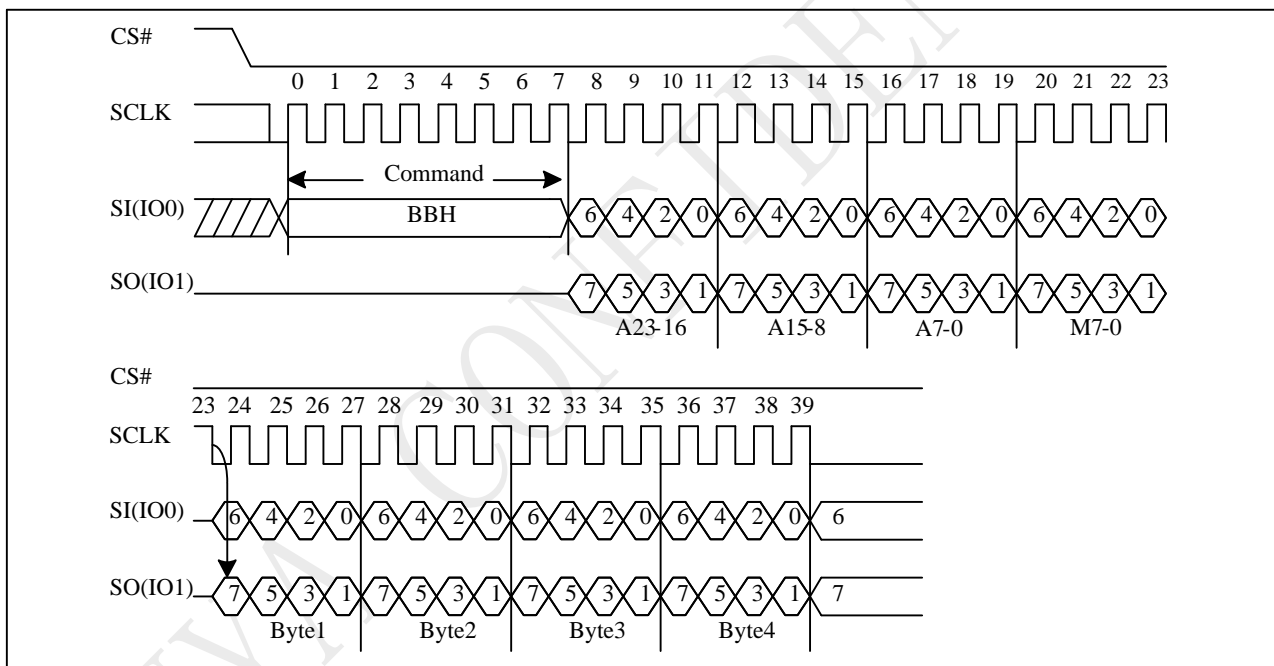 CS#
0 1 2 3 4 5 6 7 8 9 10 11 12 13 14 15 16 17 18 19 20 21 22 23
SCLK
Command
SI(IO0) BBH 6 4 2 0 6 4 2 0 6 4 2 0 6 4 2 0
SO(IO1) 7 5 3 1 7 5 3 1 7 5 3 1 7 5 3 1
A23-16 A15-8 A7-0 M7-0
CS#
23 24 25 26 27 28 29 30 31 32 33 34 35 36 37 38 39
SCLK
SI(IO0) 6 4 2 0 6 4 2 0 6 4 2 0 6 4 2 0 6
SO(IO1) 7 5 3 1 7 5 3 1 7 5 3 1 7 5 3 1 7
Byte1 Byte2 Byte3 Byte4